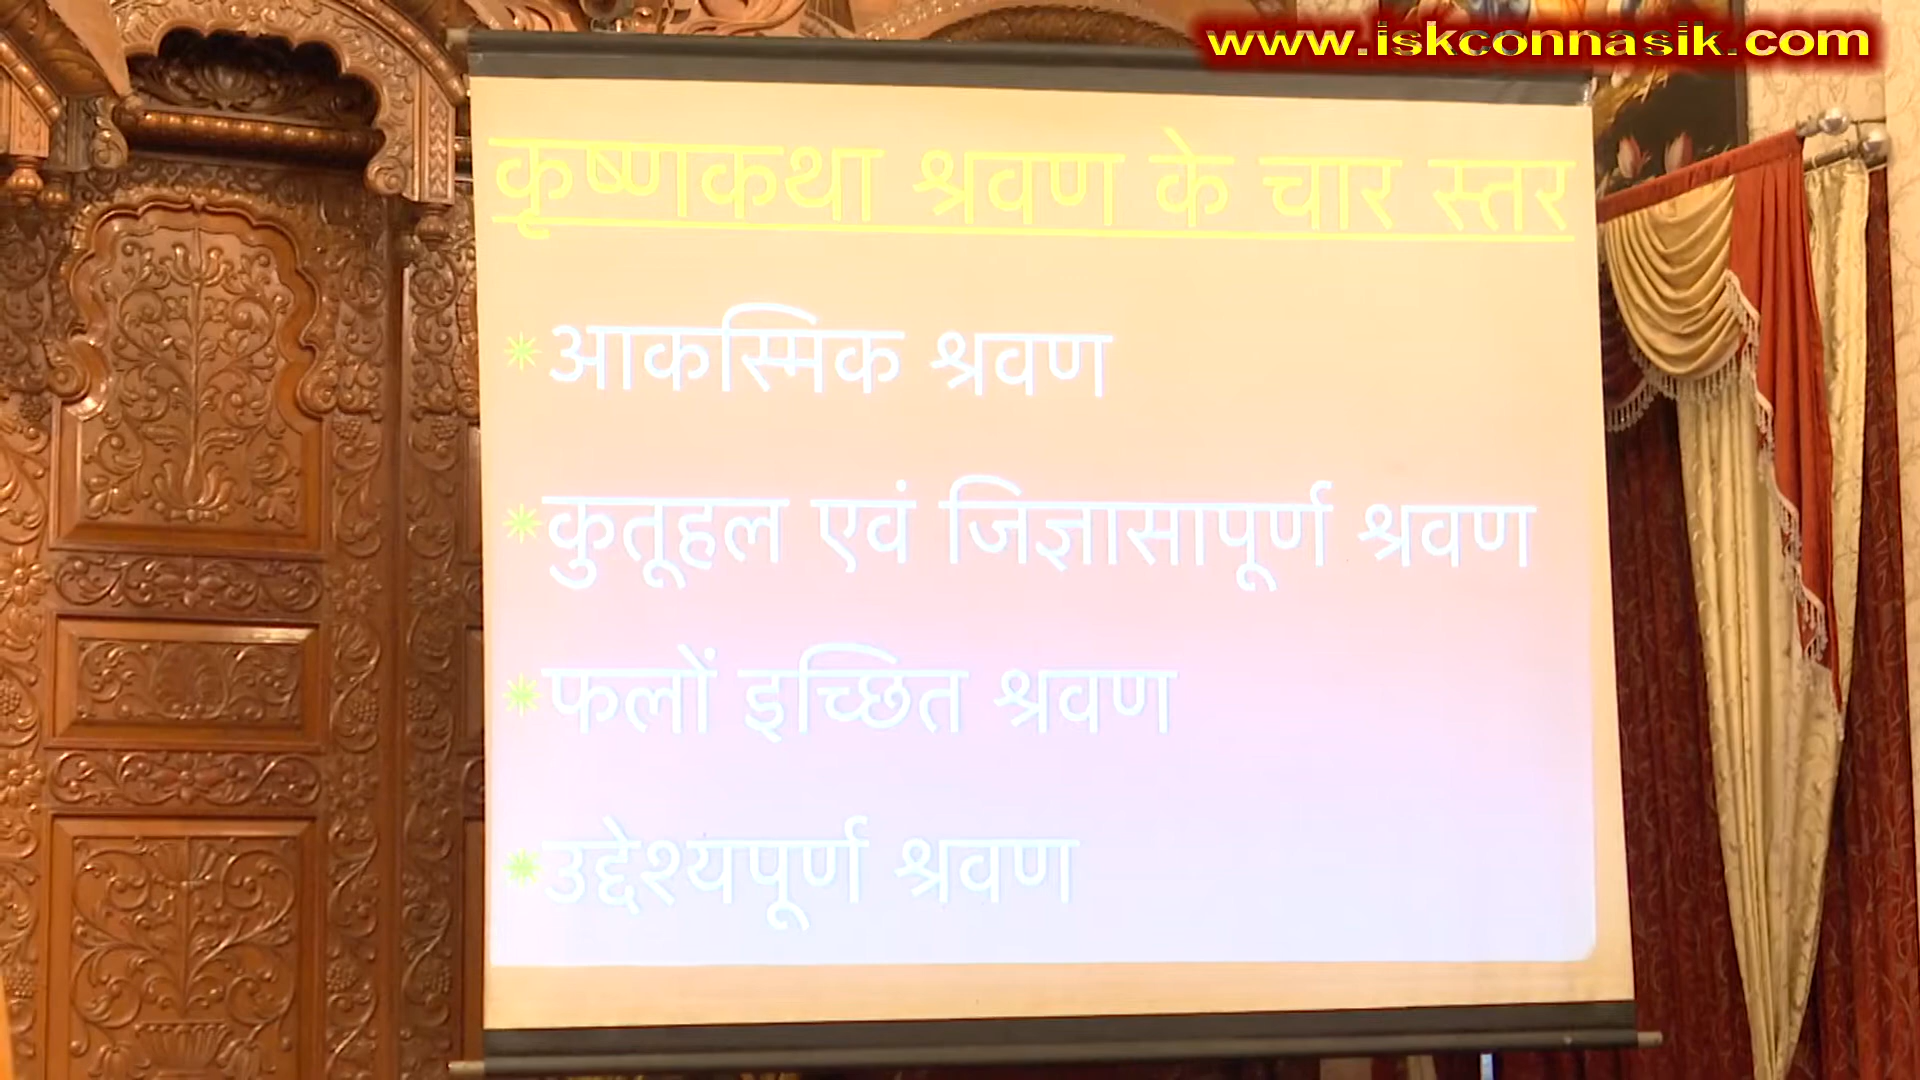 www.iskconnasik.com
कृष्णकथा श्रवण के चार स्तर
आकस्मिक श्रवण
कुतूहल एवं जिज्ञासापूर्ण श्रवण
फलों इच्छित श्रवण
उद्देश्यपूर्ण श्रवण